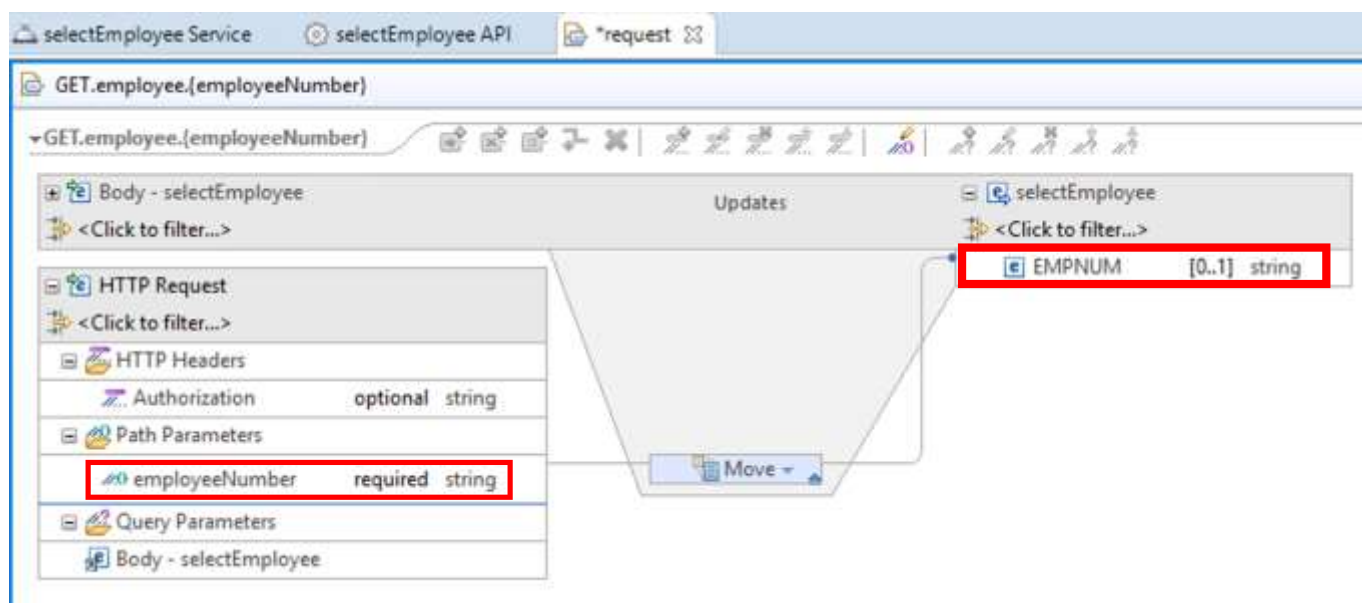 selectEmployee Service selectEmployee API *request
GET.employee.{employeeNumber}
GET.employee.{employeeNumber}
Body - selectEmployee
<Click to filter...>
Updates
selectEmployee
<Click to filter...>
EMPNUM [0..1] string
HTTP Request
<Click to filter...>
HTTP Headers
Authorization optional string
Path Parameters
employeeNumber required string
Move
Query Parameters
Body - selectEmployee